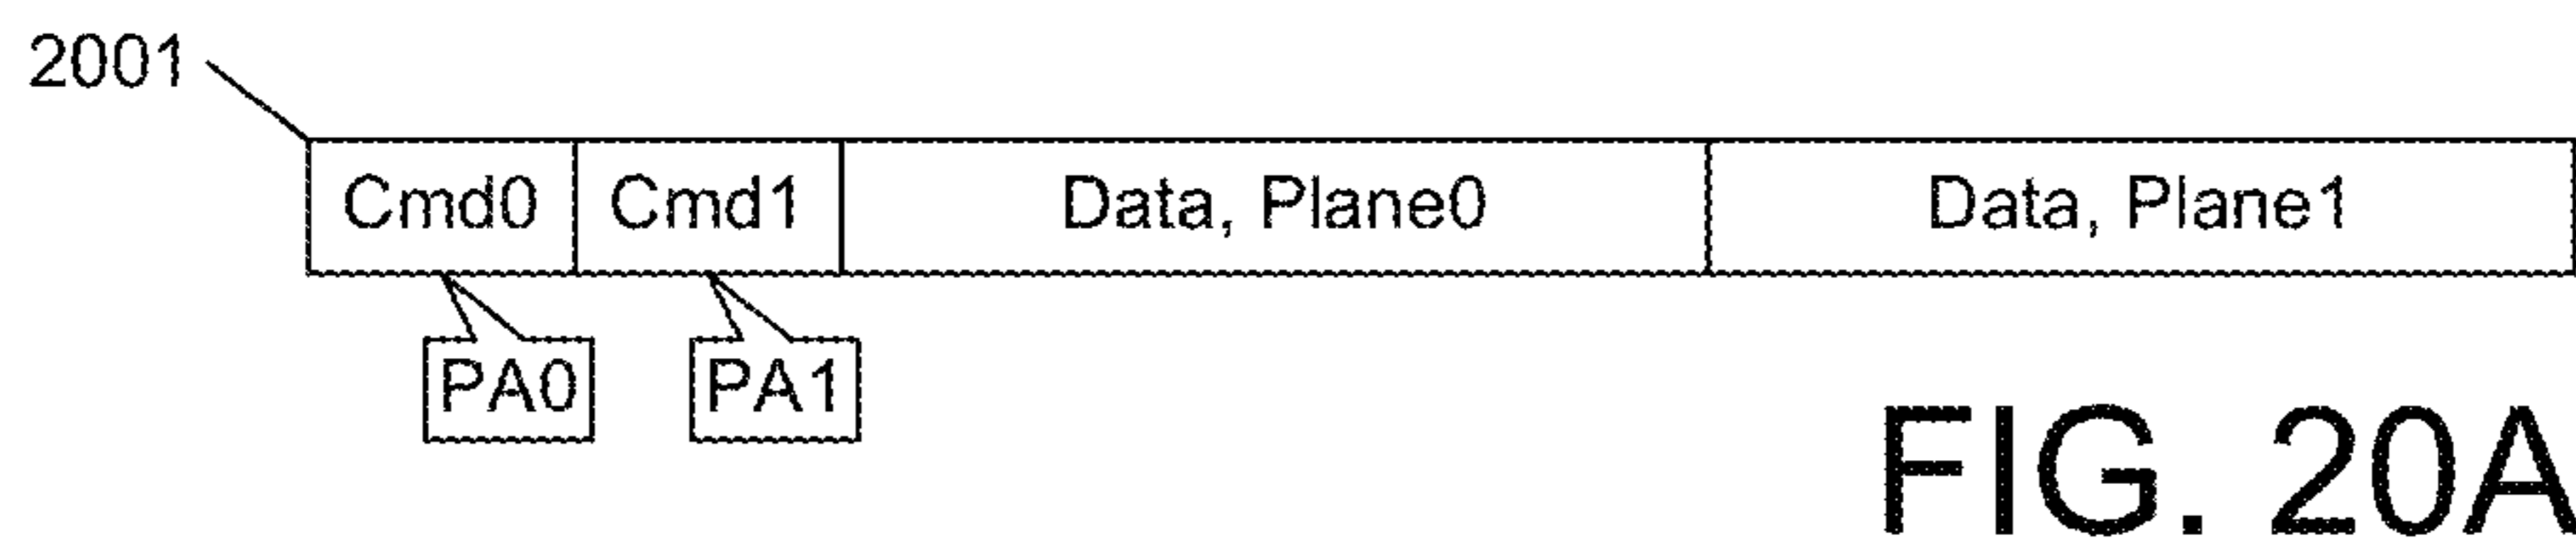 2001
Cmd0 Cmd1 Data, Plane0 Data, Plane1
PA0 PA1
FIG. 20A